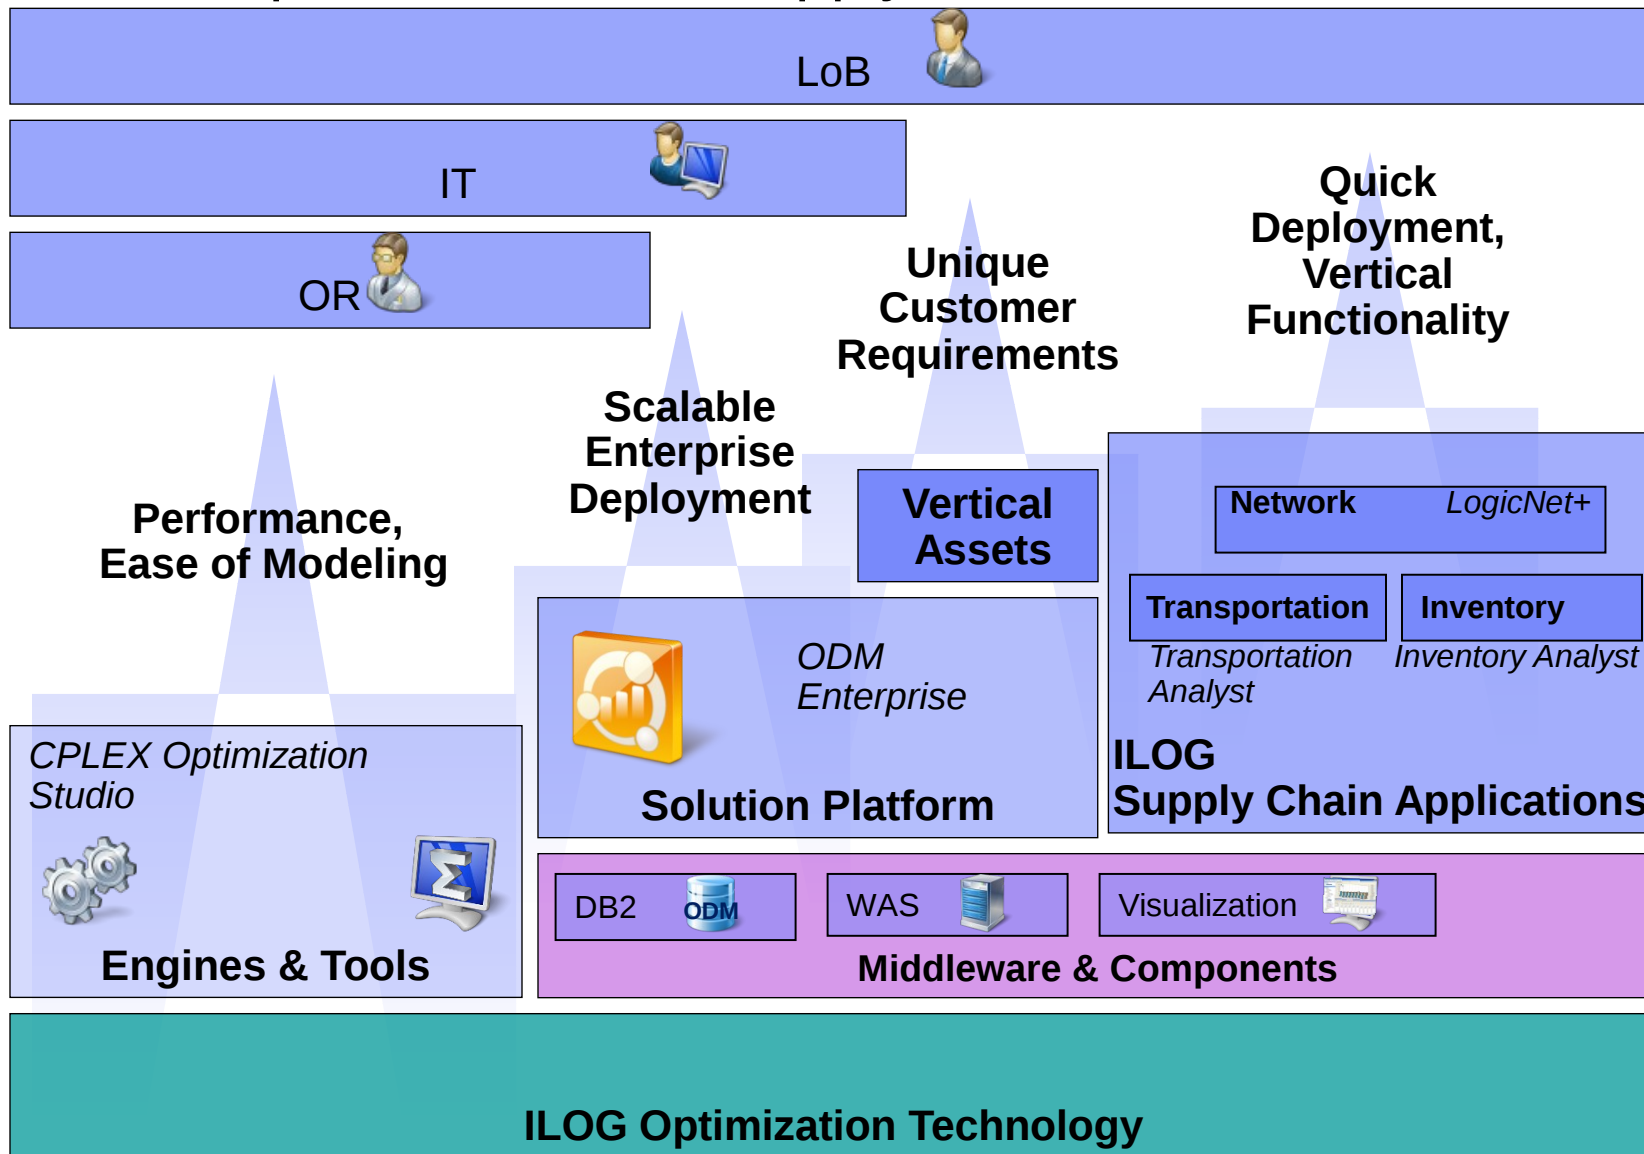 LoB
IT
OR
Quick
Deployment,
Vertical
Functionality
Unique
Customer
Requirements
Scalable
Enterprise
Deployment
Performance,
Ease of Modeling
Vertical
Assets
Network LogicNet+
Transportation
Inventory
Transportation
Analyst
Inventory Analyst
ILOG
Supply Chain Applications
ODM
Enterprise
Solution Platform
CPLEX Optimization
Studio
Engines & Tools
DB2 ODM
WAS
Visualization
Middleware & Components
ILOG Optimization Technology